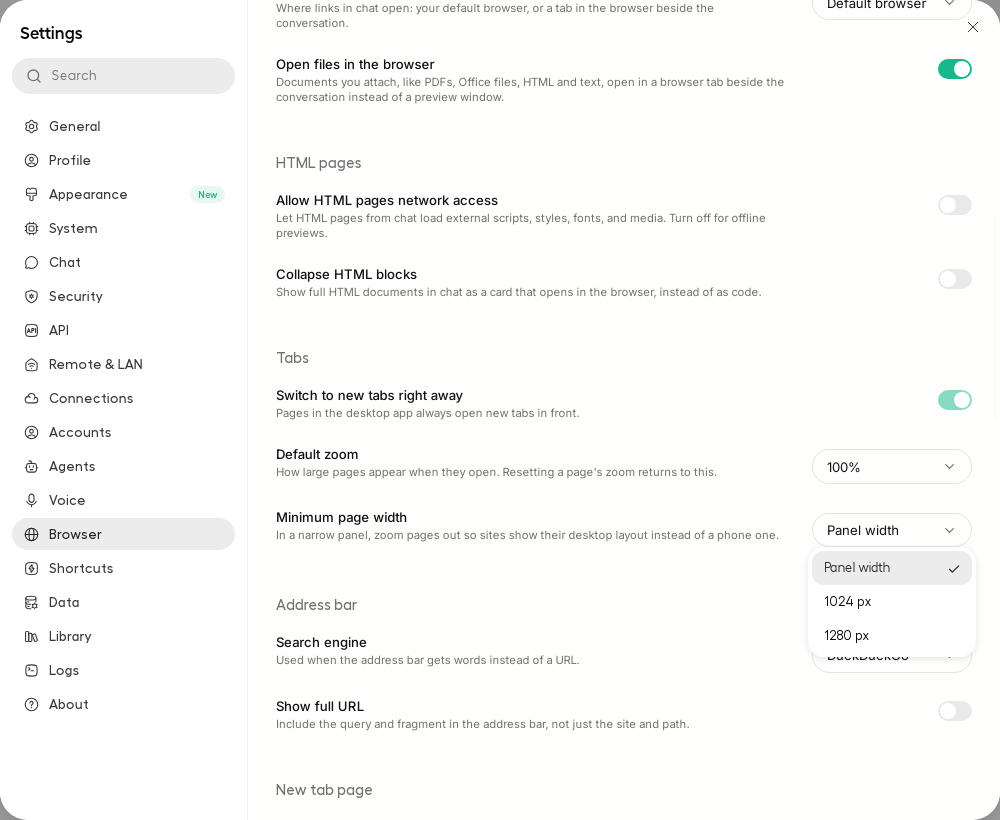 Settings
Search
General
Profile
Appearance
New
System
Chat
Security
API
Remote & LAN
Connections
Accounts
Agents
Voice
Browser
Shortcuts
Data
Library
Logs
About
Where links in chat open: your default browser, or a tab in the browser beside the
conversation.
Default browser
Open files in the browser
Documents you attach, like PDFs, Office files, HTML and text, open in a browser tab beside the
conversation instead of a preview window.
HTML pages
Allow HTML pages network access
Let HTML pages from chat load external scripts, styles, fonts, and media. Turn off for offline
previews.
Collapse HTML blocks
Show full HTML documents in chat as a card that opens in the browser, instead of as code.
Tabs
Switch to new tabs right away
Pages in the desktop app always open new tabs in front.
Default zoom
How large pages appear when they open. Resetting a page's zoom returns to this.
100%
Minimum page width
In a narrow panel, zoom pages out so sites show their desktop layout instead of a phone one.
Panel width
Panel width
1024 px
1280 px
Address bar
Search engine
Used when the address bar gets words instead of a URL.
DuckDuckGo
Show full URL
Include the query and fragment in the address bar, not just the site and path.
New tab page